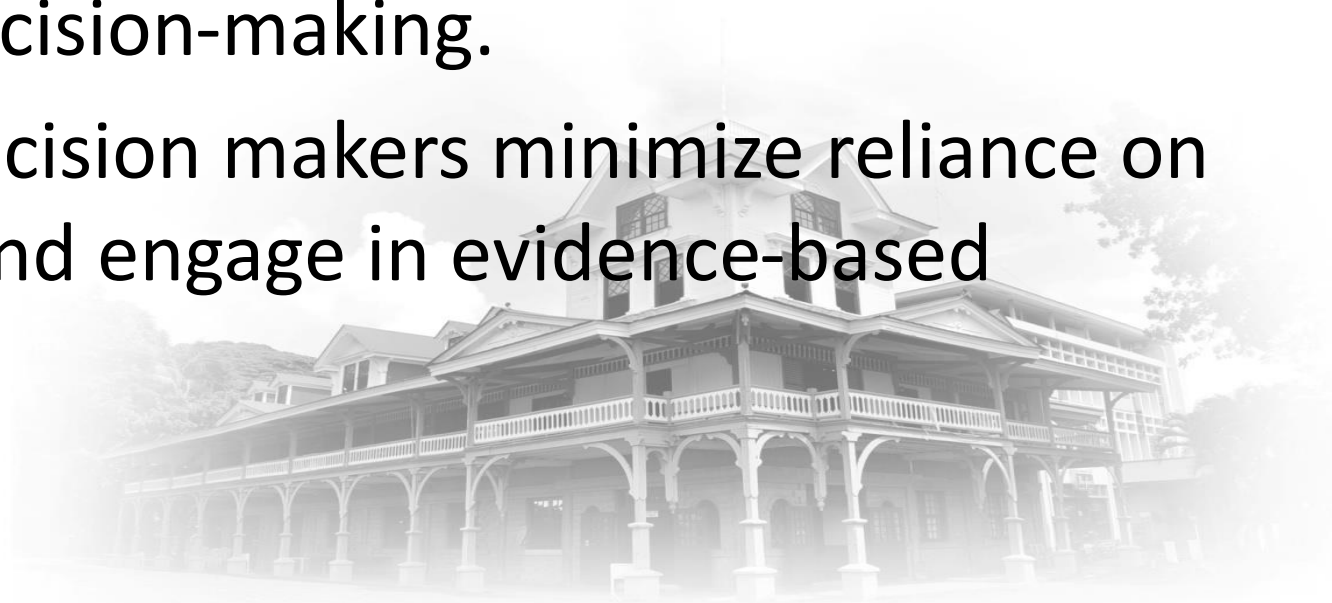 cision-making.
cision makers minimize reliance on
nd engage in evidence-based